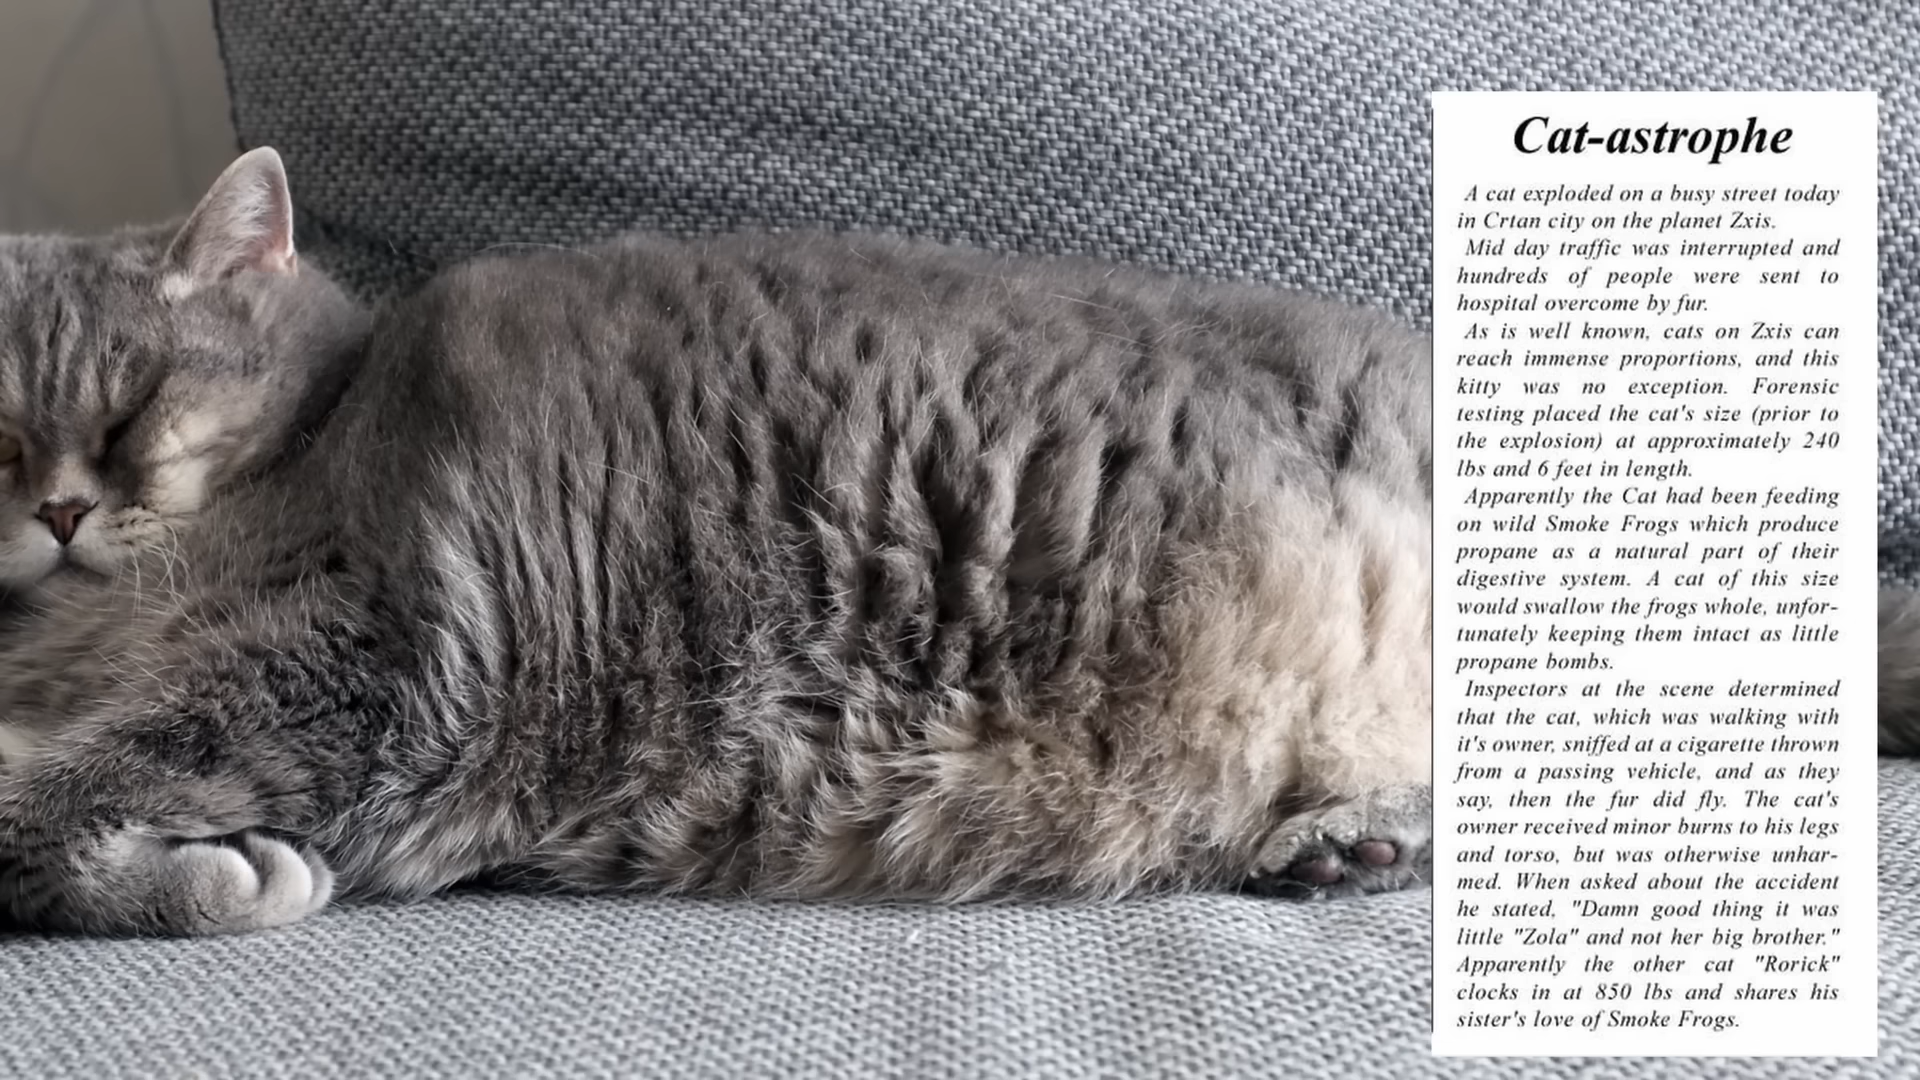 Cat-astrophe
A cat exploded on a busy street today
in Crtan city on the planet Zxis.
Mid day traffic was interrupted and
hundreds of people were sent to
hospital overcome by fur.
As is well known, cats on Zxis can
reach immense proportions, and this
kitty was no exception. Forensic
testing placed the cat's size (prior to
the explosion) at approximately 240
lbs and 6 feet in length.
Apparently the Cat had been feeding
on wild Smoke Frogs which produce
propane as a natural part of their
digestive system. A cat of this size
would swallow the frogs whole, unfor-
tunately keeping them intact as little
propane bombs.
Inspectors at the scene determined
that the cat, which was walking with
it's owner, sniffed at a cigarette thrown
from a passing vehicle, and as they
say, then the fur did fly. The cat's
owner received minor burns to his legs
and torso, but was otherwise unhar-
med. When asked about the accident
he stated, "Damn good thing it was
little "Zola" and not her big brother."
Apparently the other cat "Rorick"
clocks in at 850 lbs and shares his
sister's love of Smoke Frogs.